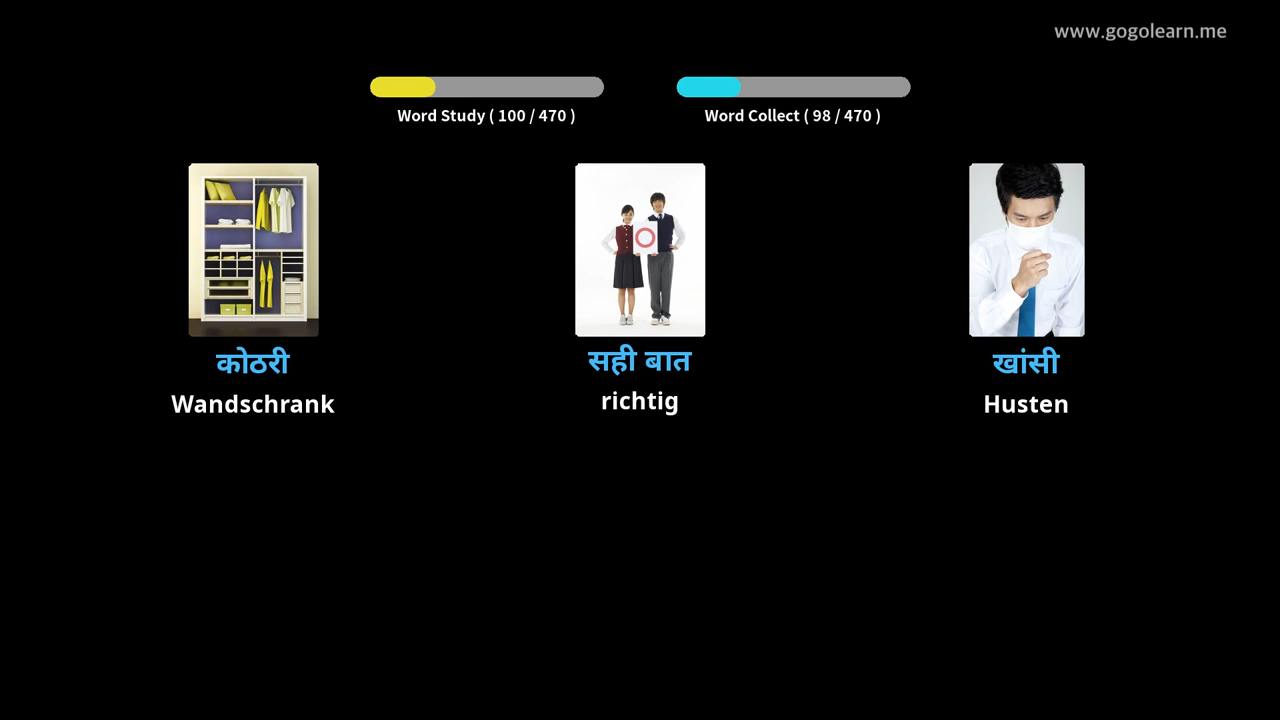 www.gogolearn.me
Word Study ( 100 / 470 )
Word Collect ( 98 / 470 )
कोठरी
Wandschrank
सही बात
richtig
खांसी
Husten